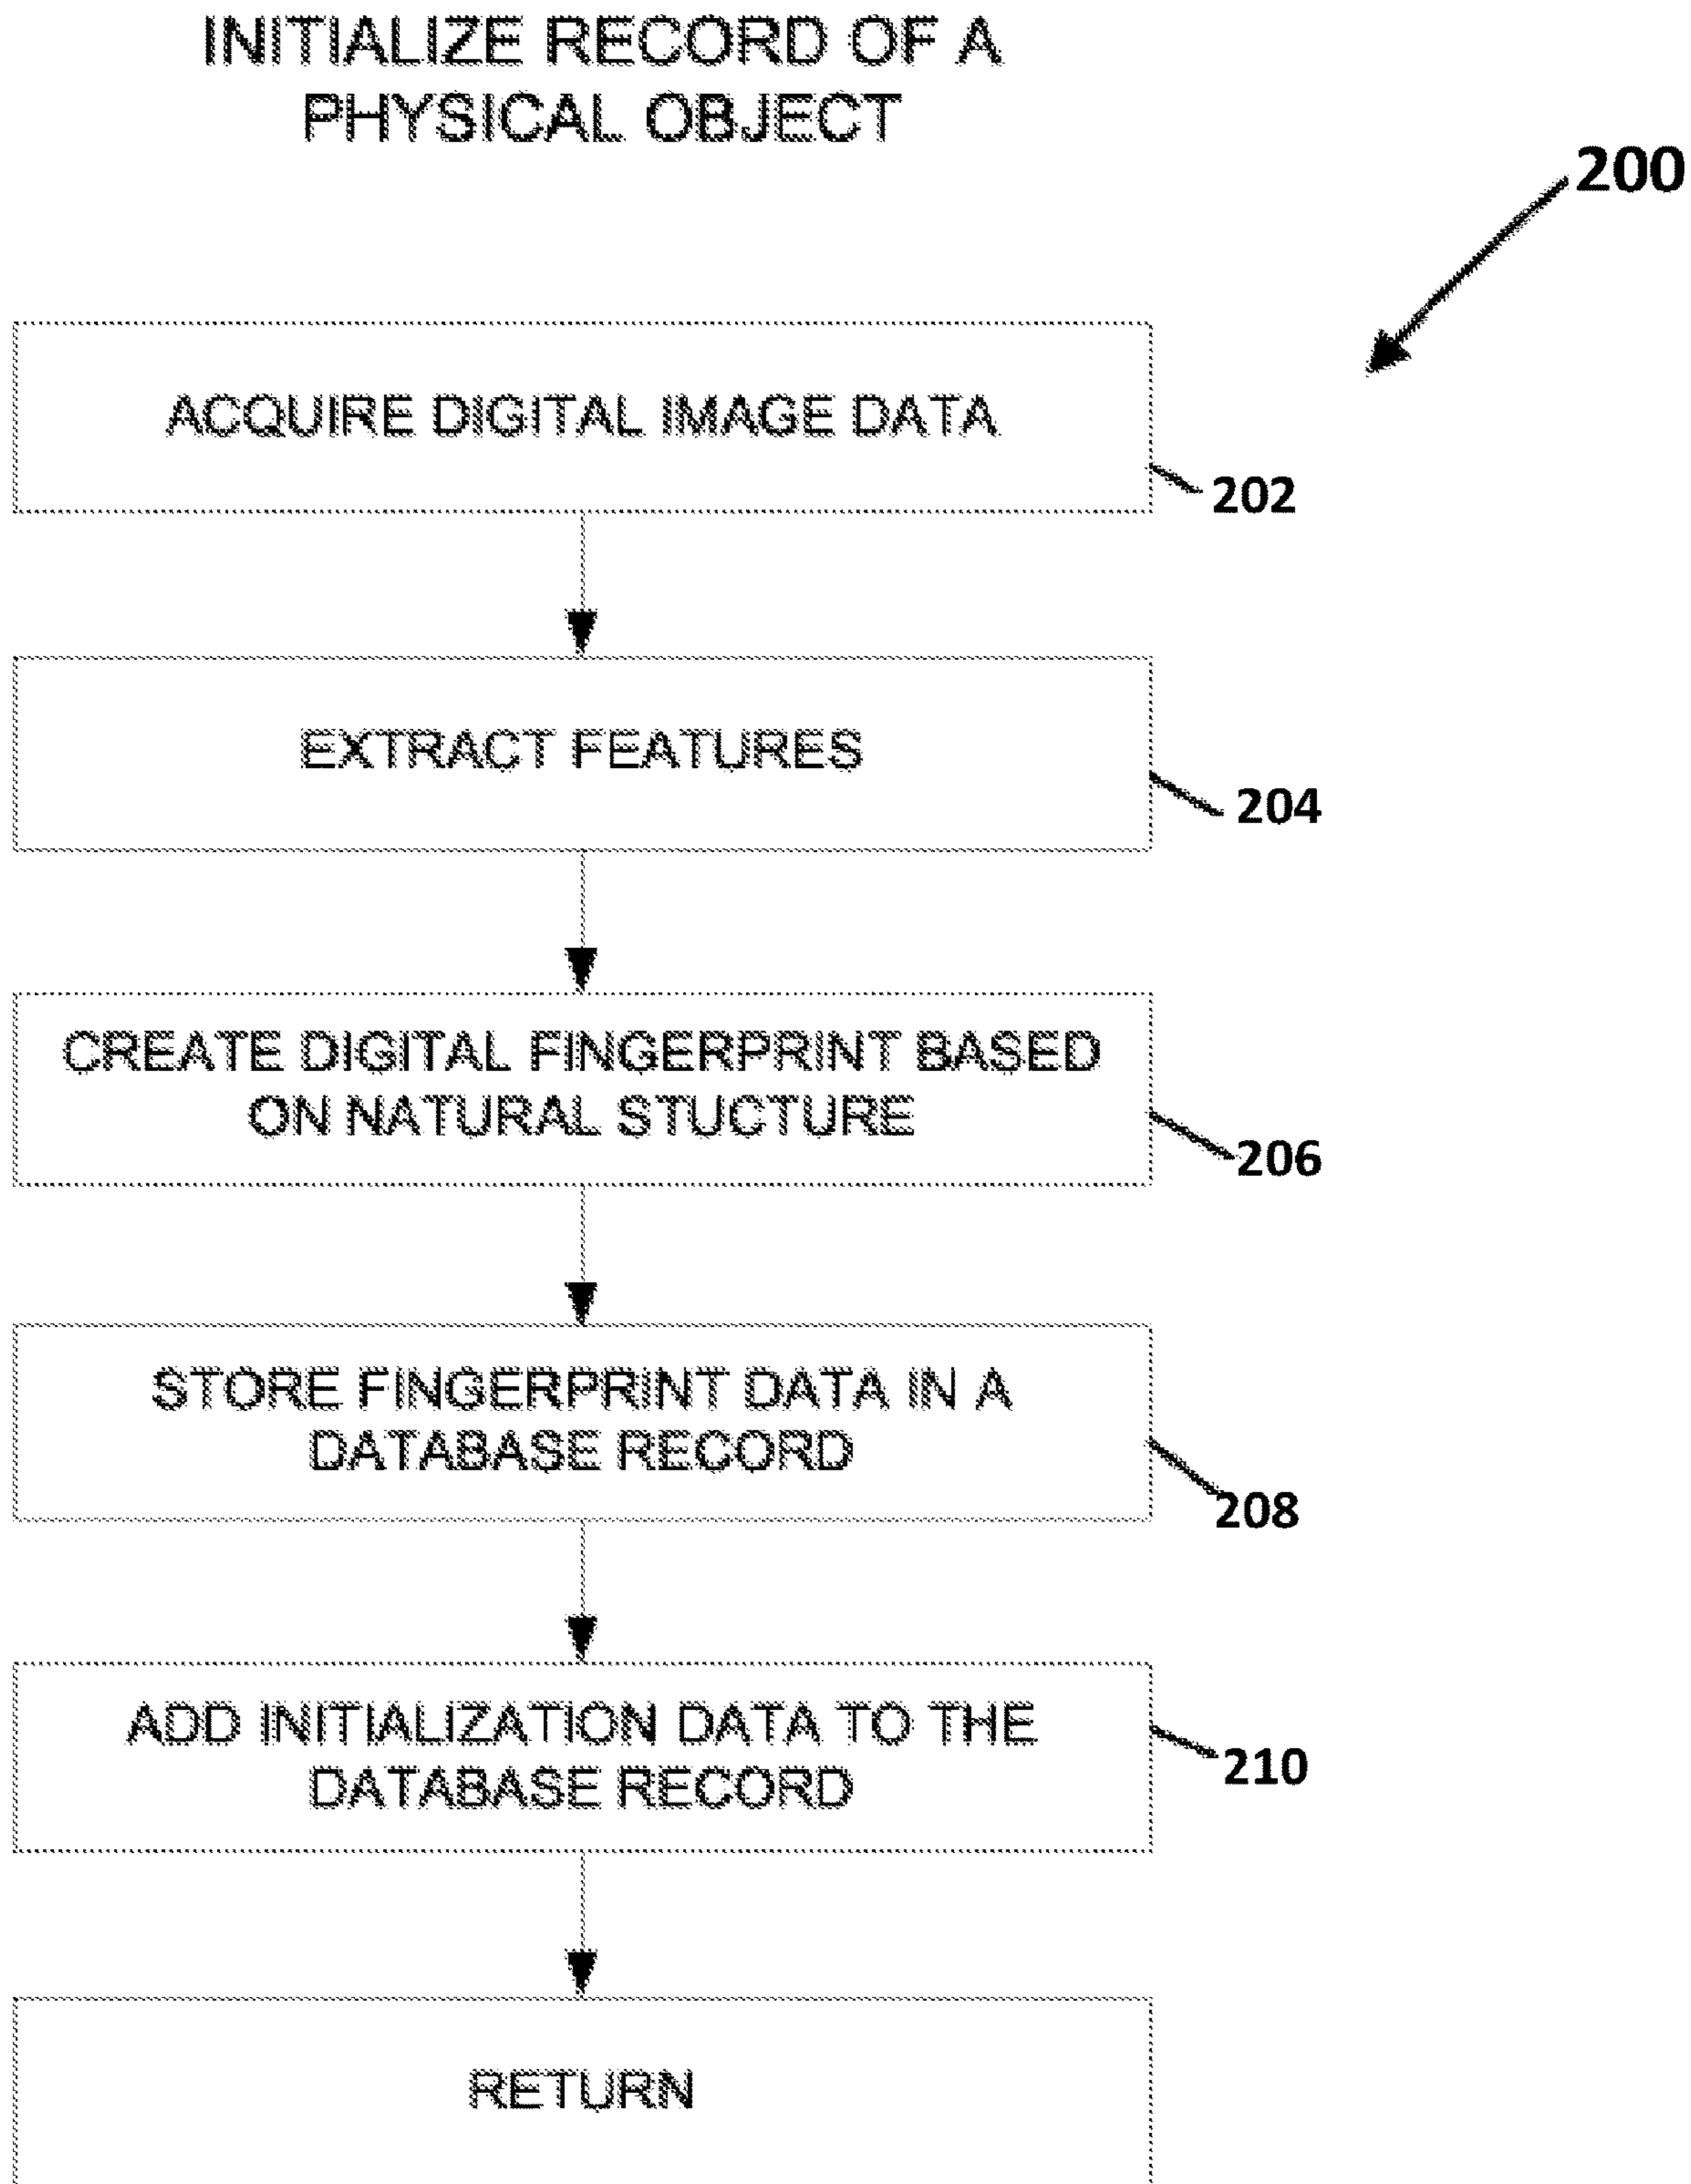 INITIALIZE RECORD OF A
PHYSICAL OBJECT
200
ACQUIRE DIGITAL IMAGE DATA
202
EXTRACT FEATURES
204
CREATE DIGITAL FINGERPRINT BASED
ON NATURAL STUCTURE
206
STORE FINGERPRINT DATA IN A
DATABASE RECORD
208
ADD INITIALIZATION DATA TO THE
DATABASE RECORD
210
RETURN